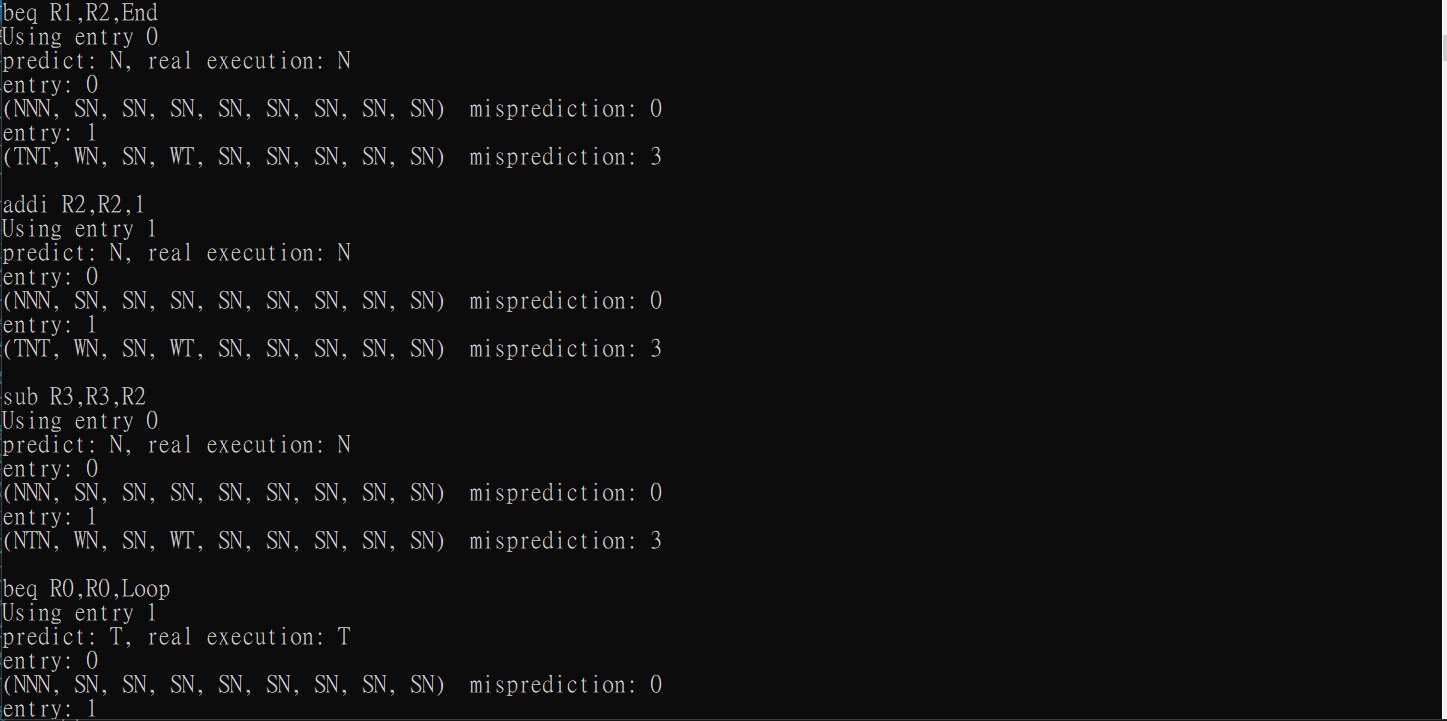 beq R1,R2,End
Using entry 0
predict: N, real execution: N
entry: 0
(NNN, SN, SN, SN, SN, SN, SN, SN, SN)  misprediction: 0
entry: 1
(TNT, WN, SN, WT, SN, SN, SN, SN, SN)  misprediction: 3

addi R2,R2,1
Using entry 1
predict: N, real execution: N
entry: 0
(NNN, SN, SN, SN, SN, SN, SN, SN, SN)  misprediction: 0
entry: 1
(TNT, WN, SN, WT, SN, SN, SN, SN, SN)  misprediction: 3

sub R3,R3,R2
Using entry 0
predict: N, real execution: N
entry: 0
(NNN, SN, SN, SN, SN, SN, SN, SN, SN)  misprediction: 0
entry: 1
(NTN, WN, SN, WT, SN, SN, SN, SN, SN)  misprediction: 3

beq R0,R0,Loop
Using entry 1
predict: T, real execution: T
entry: 0
(NNN, SN, SN, SN, SN, SN, SN, SN, SN)  misprediction: 0
entry: 1